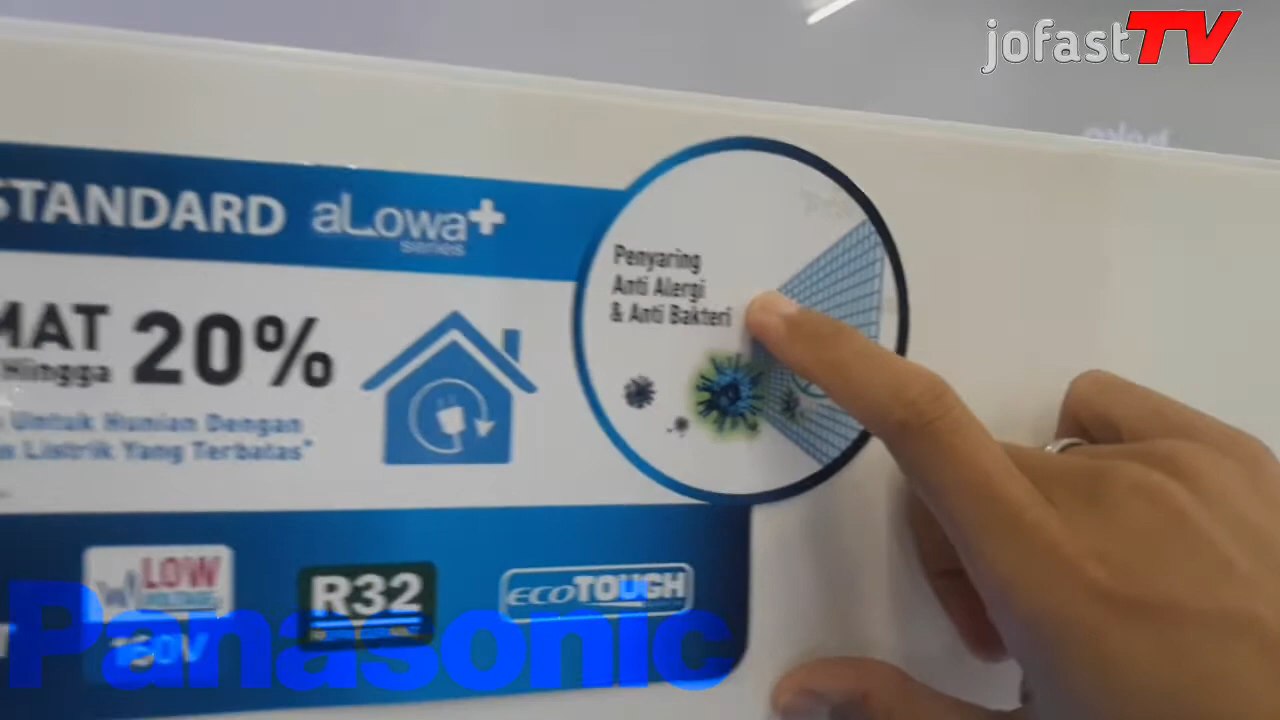 jofastTV
STANDARD aLowa+
series
Penyaring
Anti Alergi
& Anti Bakteri
MAT 20%
Hingga
Untuk Hunian Dengan
Listrik Yang Terbatas*
LOW
R32
ecoTOUGH
160V
Panasonic